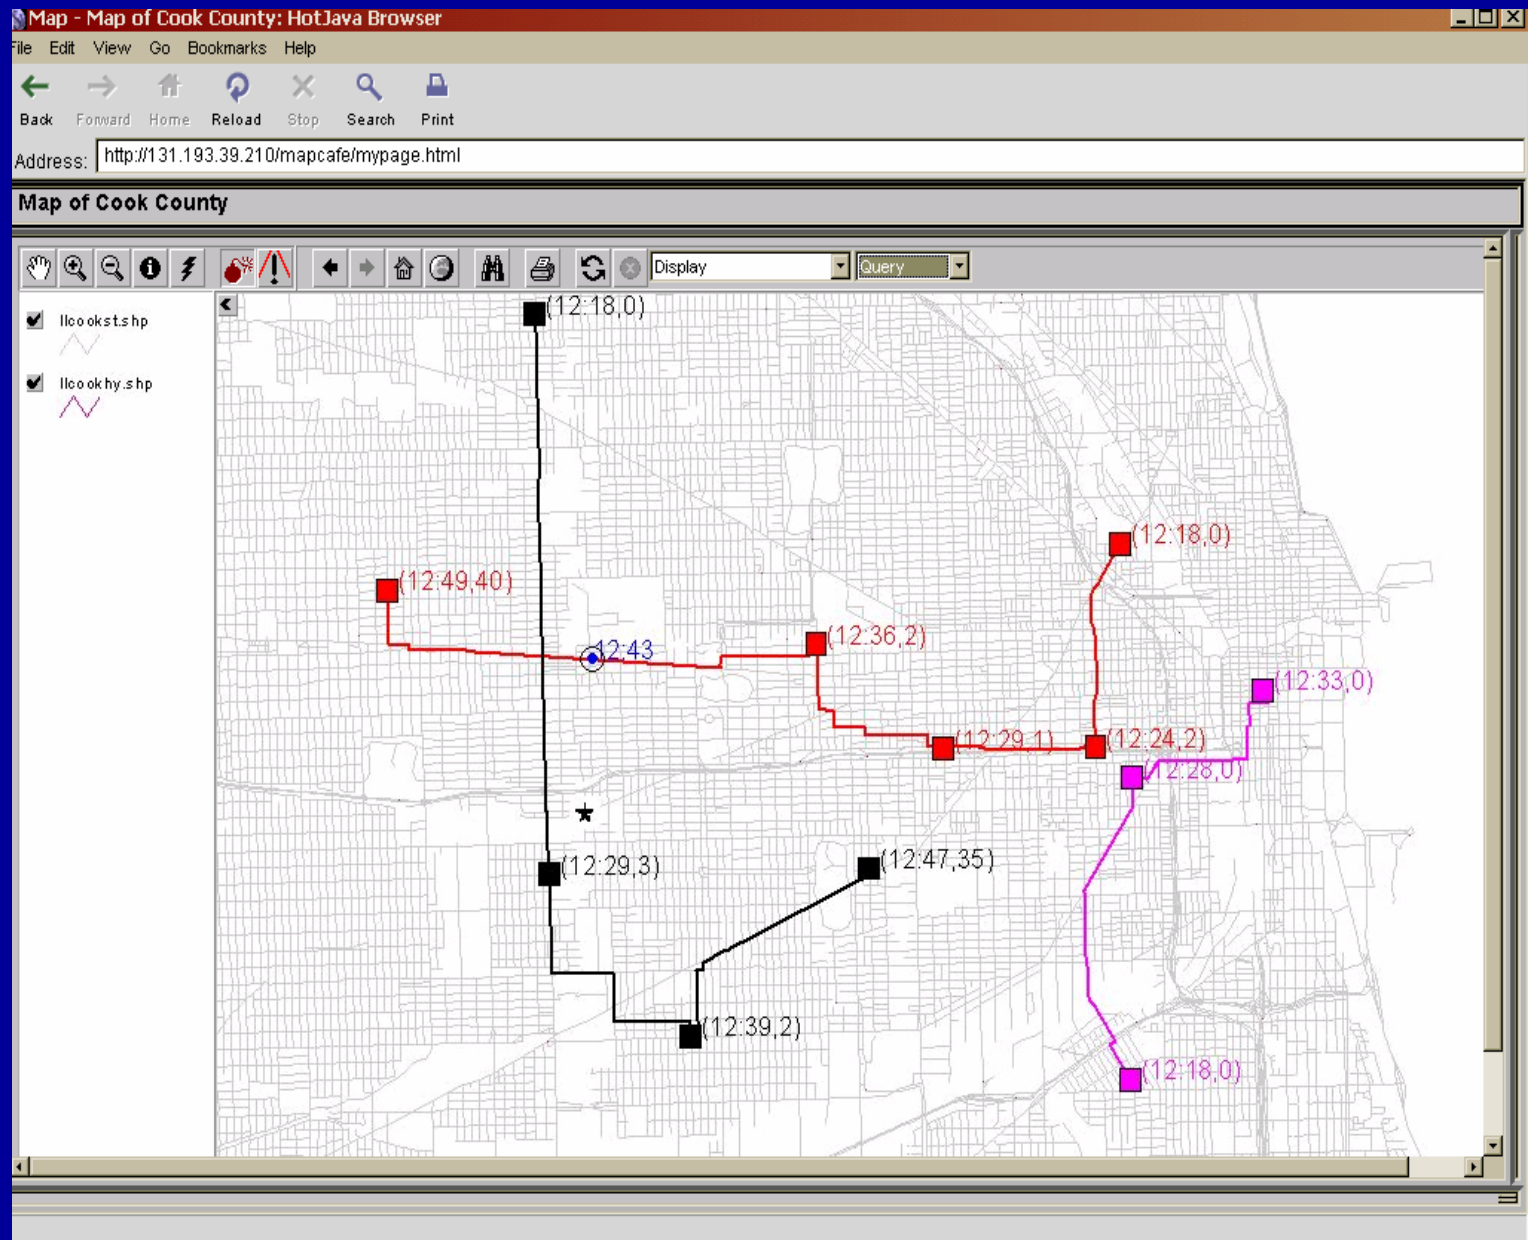 Map - Map of Cook County: HotJava Browser
File Edit View Go Bookmarks Help
Back Forward Home Reload Stop Search Print
Address: http://131.193.39.210/mapcafe/mypage.html
Map of Cook County
Display Query
Ilcookst.shp
Ilcookhy.shp
(12:18,0)
(12:18,0)
(12:49,40)
(12:36,2)
12:43
(12:33,0)
(12:29,1)
(12:24,2)
(12:28,0)
(12:29,3)
(12:47,35)
(12:39,2)
(12:18,0)